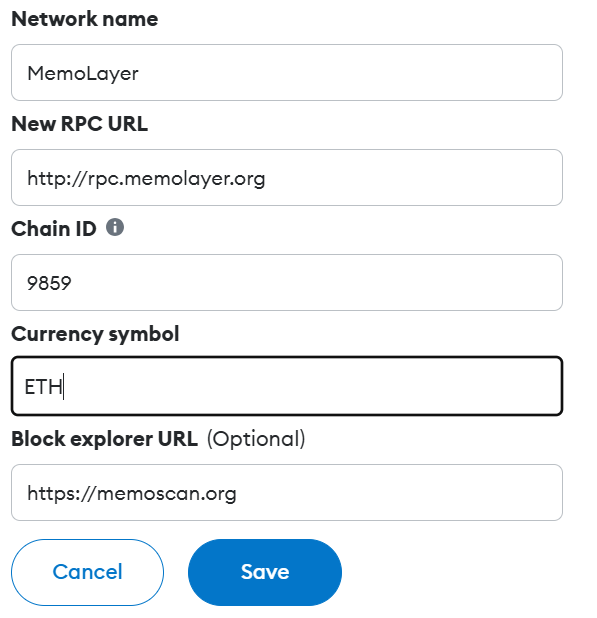 Network name
MemoLayer
New RPC URL
http://rpc.memolayer.org
Chain ID
9859
Currency symbol
ETH
Block explorer URL (Optional)
https://memoscan.org
Cancel Save